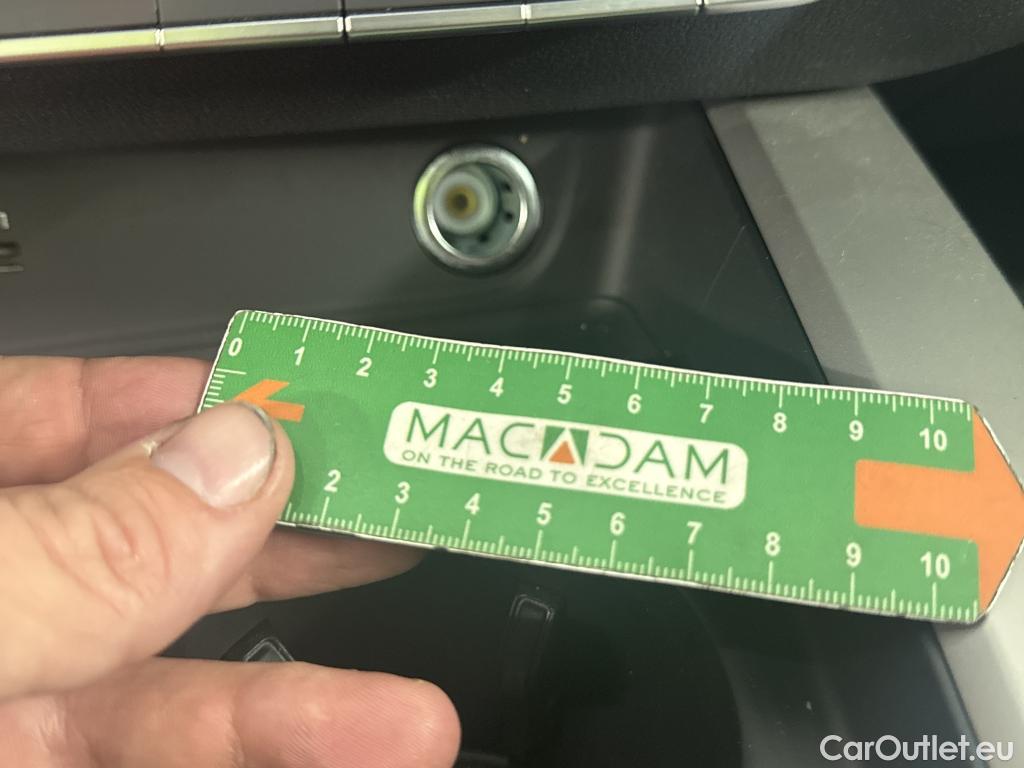 0 1 2 3 4 5 6 7 8 9 10
MACADAM
ON THE ROAD TO EXCELLENCE
2 3 4 5 6 7 8 9 10
CarOutlet.eu